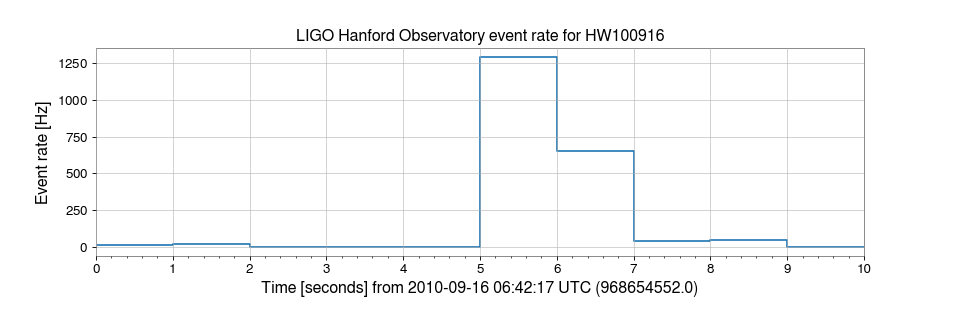 LIGO Hanford Observatory event rate for HW100916
Event rate [Hz]
1250
1000
750
500
250
0
0 1 2 3 4 5 6 7 8 9 10
Time [seconds] from 2010-09-16 06:42:17 UTC (968654552.0)